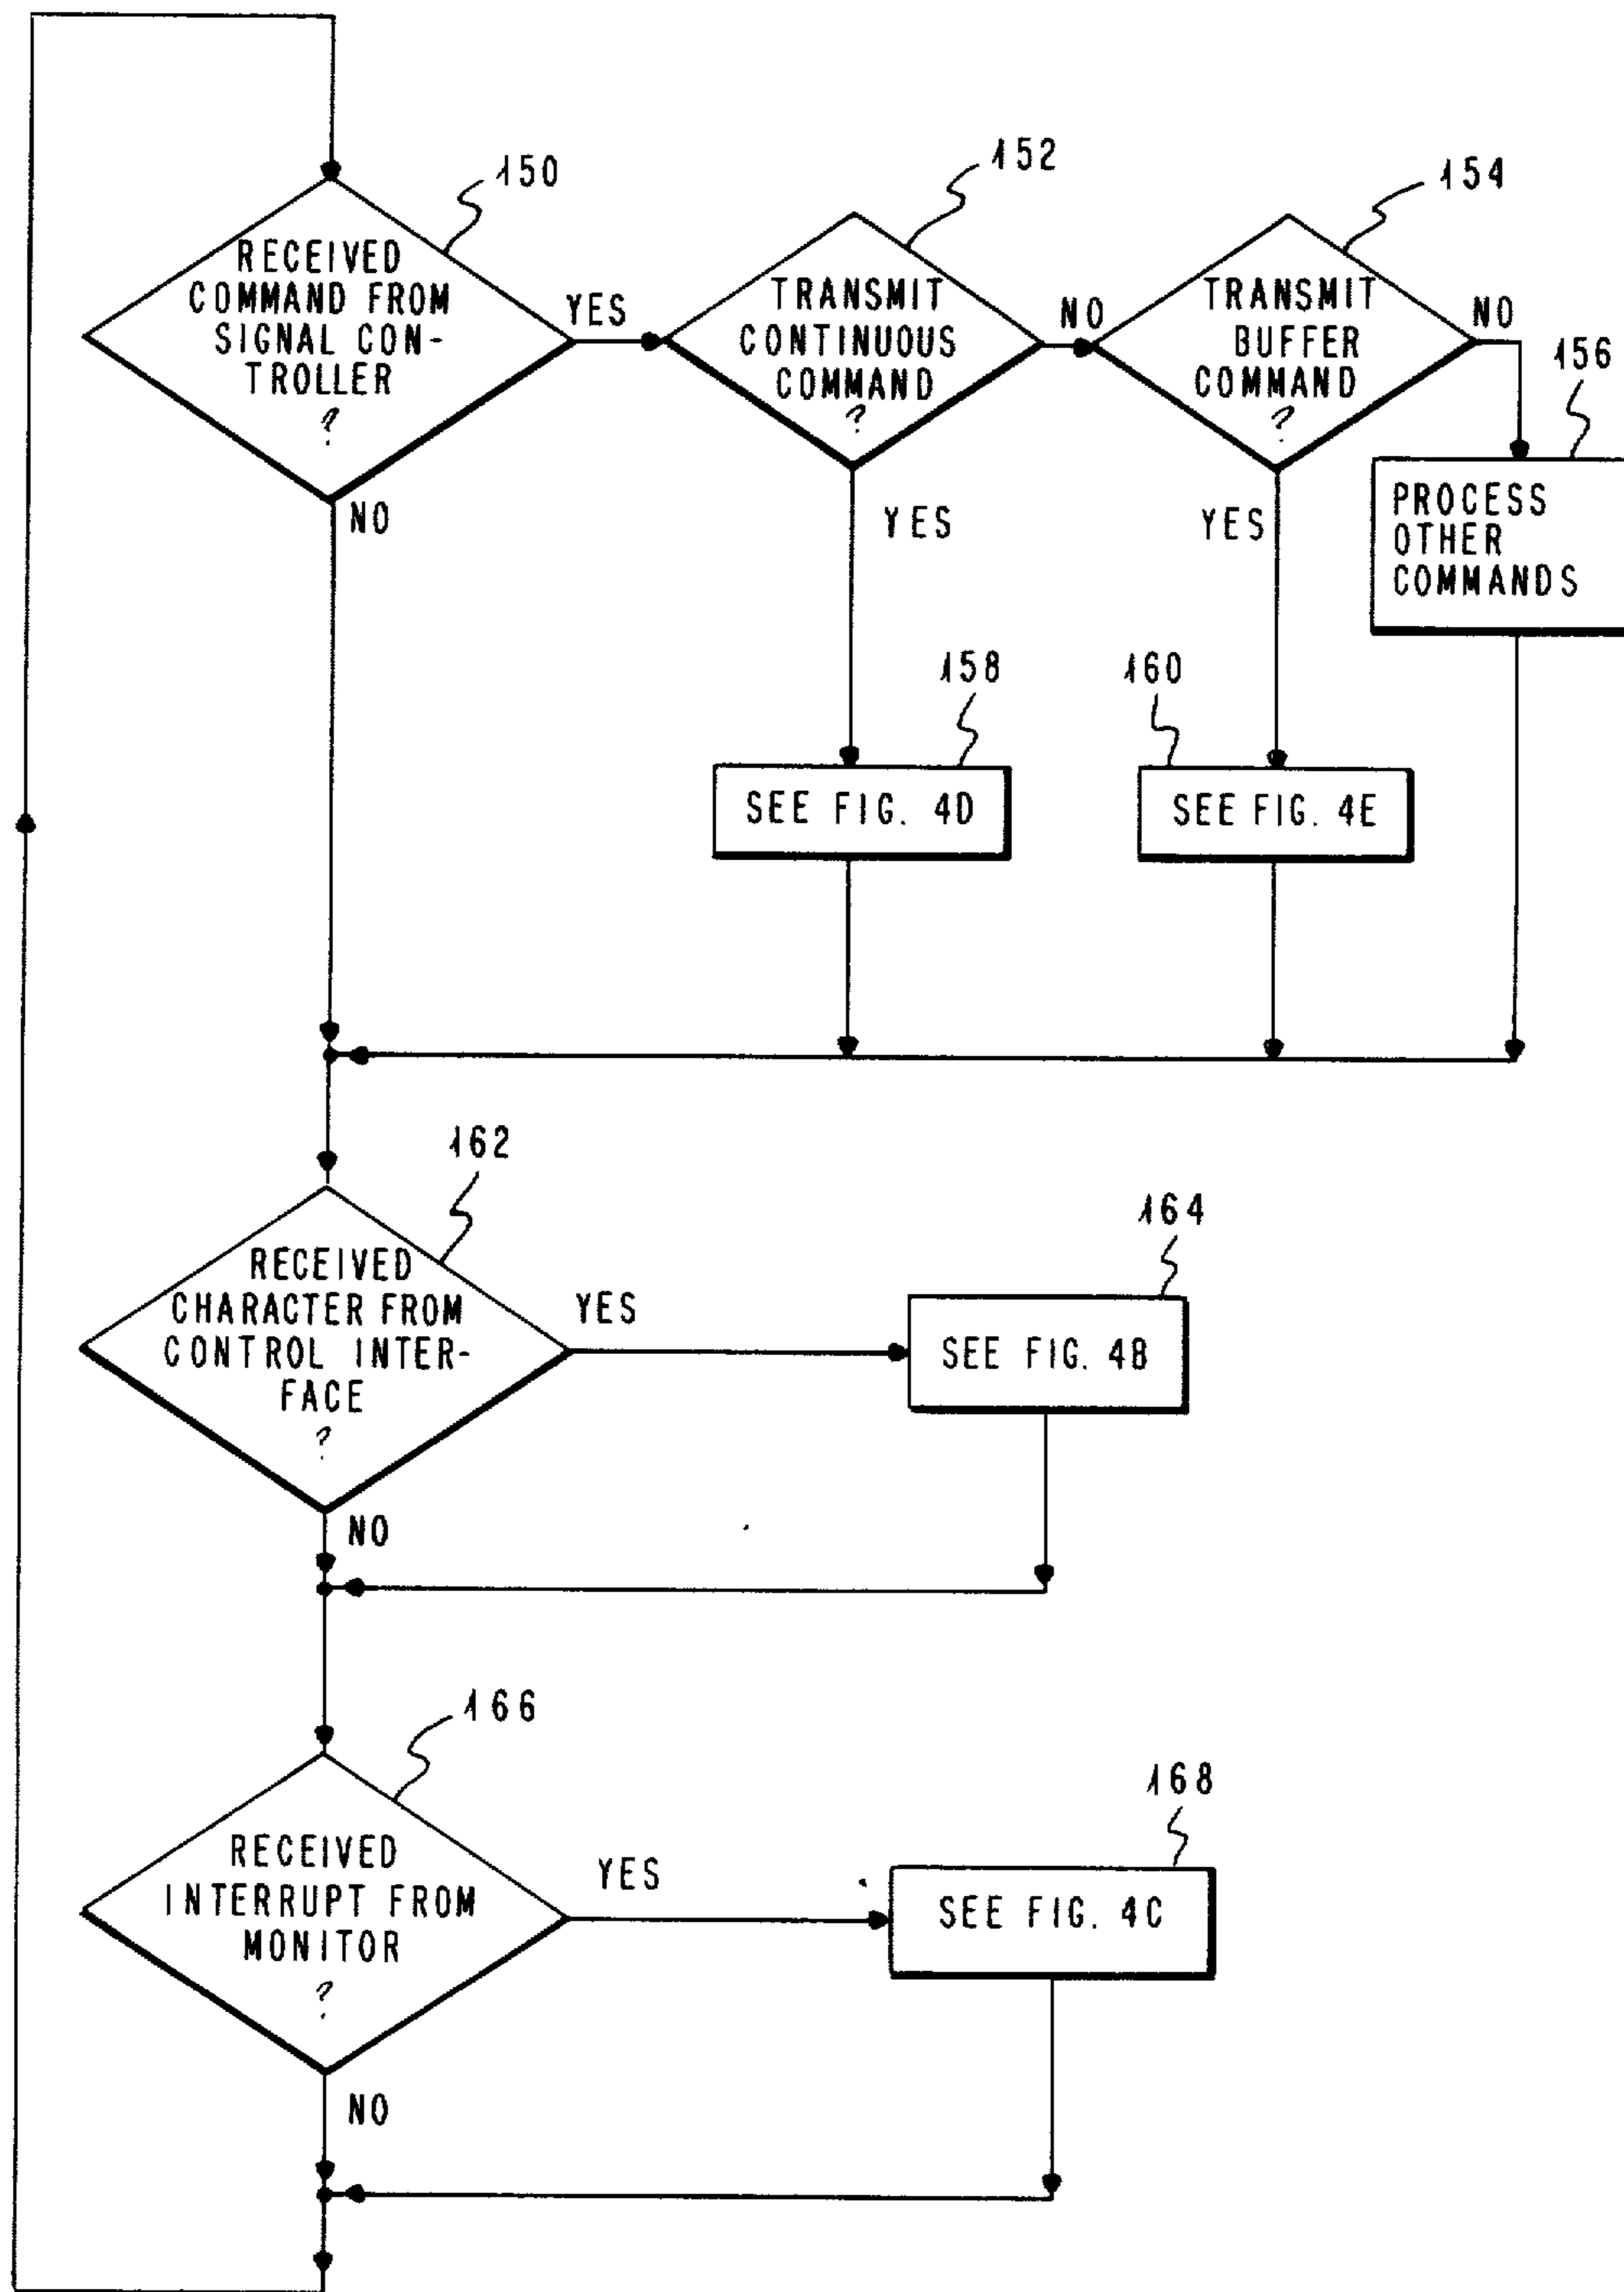 150
RECEIVED
COMMAND FROM
SIGNAL CON-
TROLLER
?
YES
NO
152
TRANSMIT
CONTINUOUS
COMMAND
?
NO
YES
154
TRANSMIT
BUFFER
COMMAND
?
NO
YES
156
PROCESS
OTHER
COMMANDS
158
SEE FIG. 4D
160
SEE FIG. 4E
162
RECEIVED
CHARACTER FROM
CONTROL INTER-
FACE
?
YES
NO
164
SEE FIG. 4B
166
RECEIVED
INTERRUPT FROM
MONITOR
?
YES
NO
168
SEE FIG. 4C